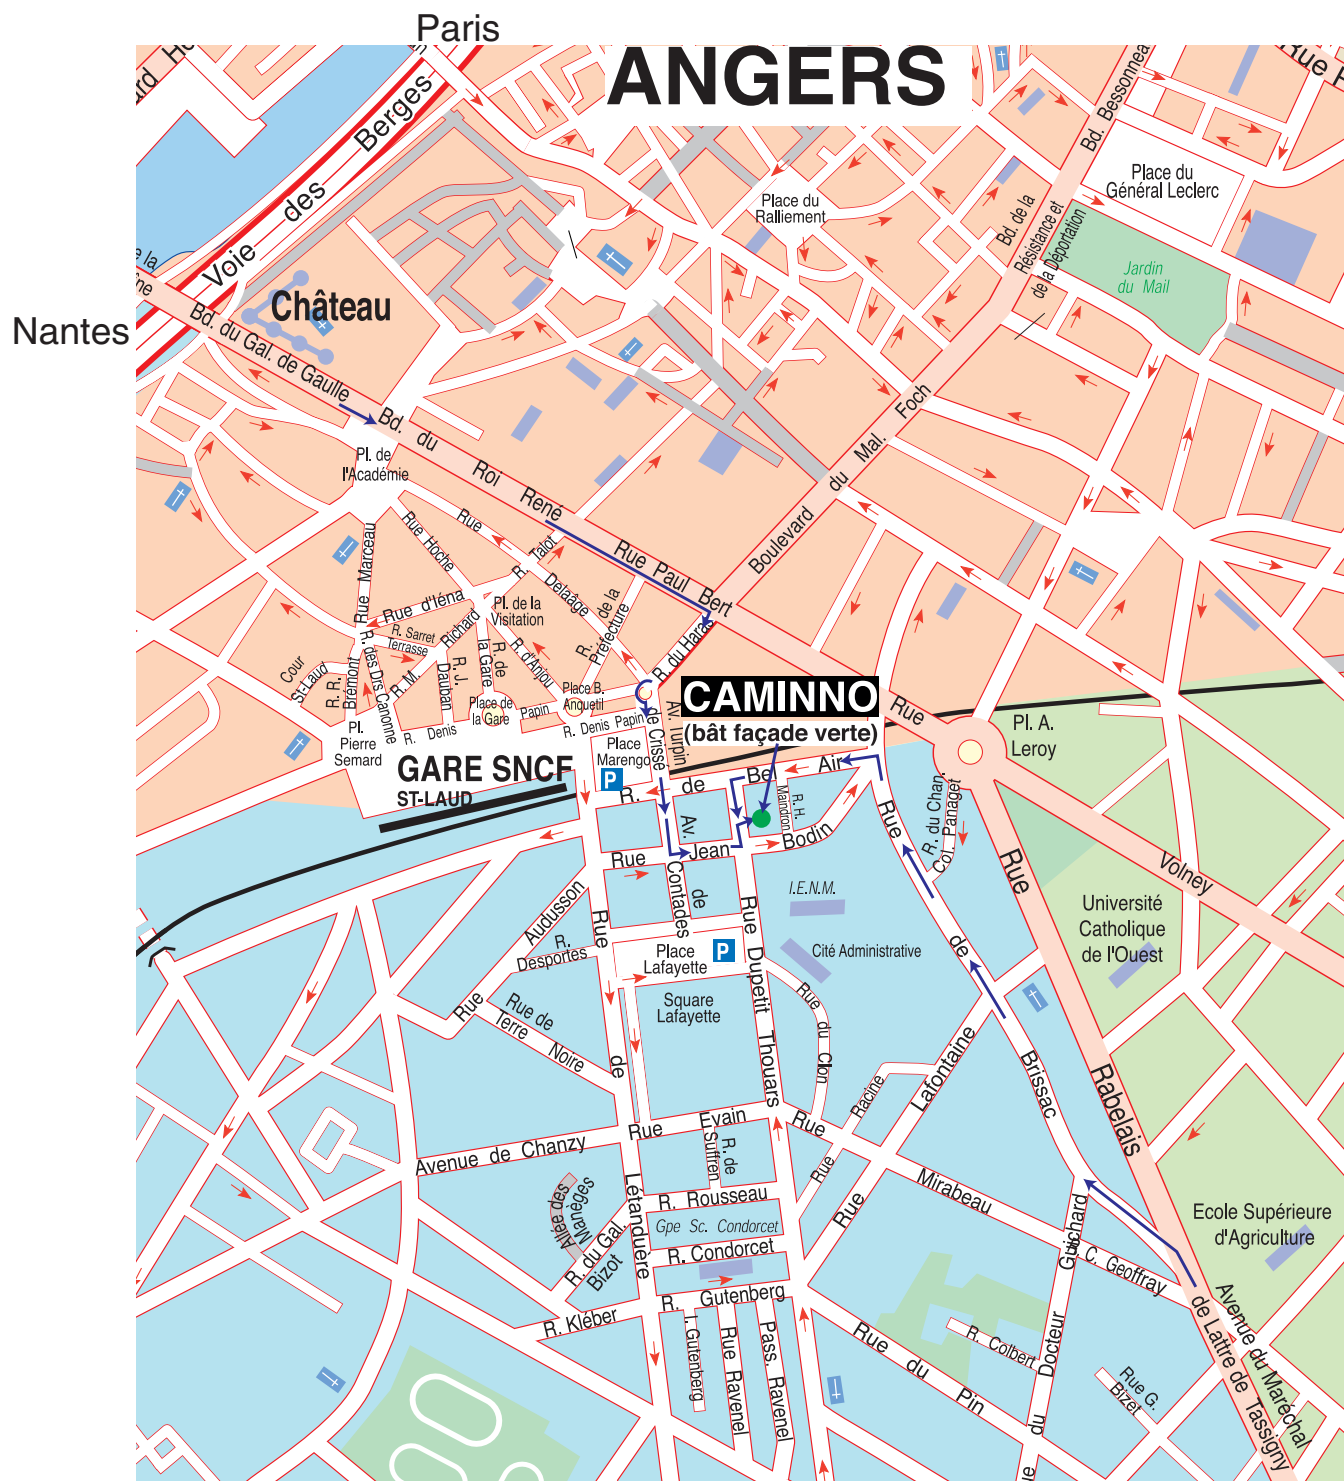 Paris
ANGERS
Nantes
Voie des Berges
Château
Bd. du Gal. de Gaulle
Bd. du Roi René
Rue Paul Bert
Boulevard du Mal. Foch
Bd. de la
Résistance et
de la Déportation
Bd. Bessonneau
Place du
Général Leclerc
Jardin
du Mail
Place du
Ralliement
Pl. de
l'Académie
Rue Hoche
Rue Delaâge
R. Talot
Rue Marceau
Rue d'Iéna
Pl. de la
Visitation
R. Sarret
Terrasse
R. M. Richard
R. J.
Dauban
R. de
la Gare
R. d'Anjou
R. de la
Préfecture
R. du Haras
Cour
St-Laud
R. R.
Brémont
R. des Drs Canonne
Pl.
Pierre
Semard
R. Denis Papin
Place de
la Gare
Place B.
Anquetil
R. Denis Papin
Place
Marengo
P
de Crissé
Av. Turpin
CAMINNO
(bât façade verte)
GARE SNCF
ST-LAUD
R. de Bel Air
R. H.
Maindron
Rue Jean Bodin
Av. de
Contades
Rue
Pl. A.
Leroy
R. du Chan.
Col. Panaget
Volney
Rue Rabelais
Université
Catholique
de l'Ouest
I.E.N.M.
Cité Administrative
Rue de Brissac
Rue Audusson
R.
Desportes
Rue de
Terre Noire
Place
Lafayette
P
Square
Lafayette
Rue Dupetit Thouars
Rue du Clon
Rue de Létanduère
Rue Racine
Rue Lafontaine
Avenue de Chanzy
Rue Evain
R. de
Suffren
Rue Mirabeau
R. Rousseau
Gpe Sc. Condorcet
R. Condorcet
R. Gutenberg
Allée des
Manèges
R. du Gal.
Bizot
R. Kléber
I. Gutenberg
Rue Ravenel
Pass. Ravenel
Rue du Pin
Rue du Docteur Guichard
C. Geoffray
R. Colbert
Rue G.
Bizet
Ecole Supérieure
d'Agriculture
Avenue du Maréchal
de Lattre de Tassigny